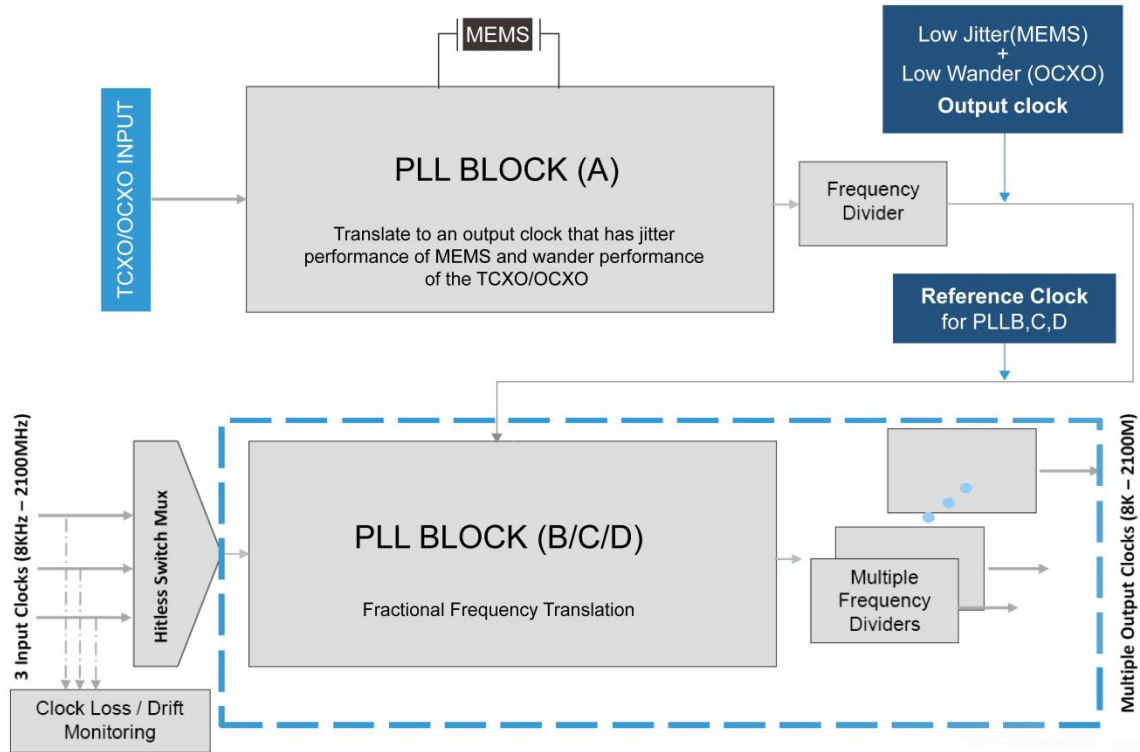 MEMS
TCXO/OCXO INPUT
PLL BLOCK (A)
Translate to an output clock that has jitter
performance of MEMS and wander performance
of the TCXO/OCXO
Frequency
Divider
Low Jitter(MEMS)
+
Low Wander (OCXO)
Output clock
Reference Clock
for PLLB,C,D
3 Input Clocks (8KHz – 2100MHz)
Hitless Switch Mux
PLL BLOCK (B/C/D)
Fractional Frequency Translation
Multiple
Frequency
Dividers
Multiple Output Clocks (8K – 2100M)
Clock Loss / Drift
Monitoring